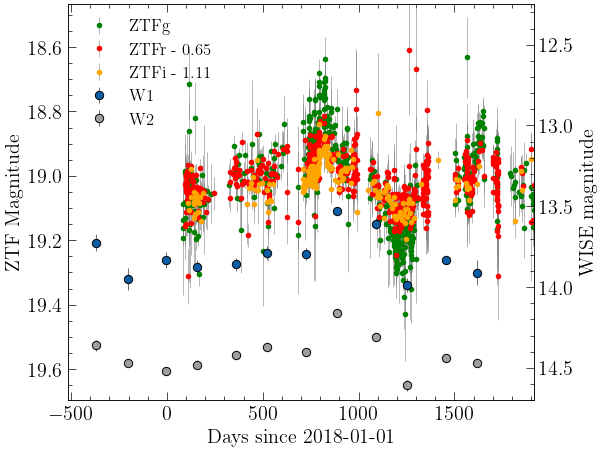 ZTFg
ZTFr - 0.65
ZTFi - 1.11
W1
W2
18.6
18.8
19.0
19.2
19.4
19.6
ZTF Magnitude
12.5
13.0
13.5
14.0
14.5
WISE magnitude
−500
0
500
1000
1500
Days since 2018-01-01